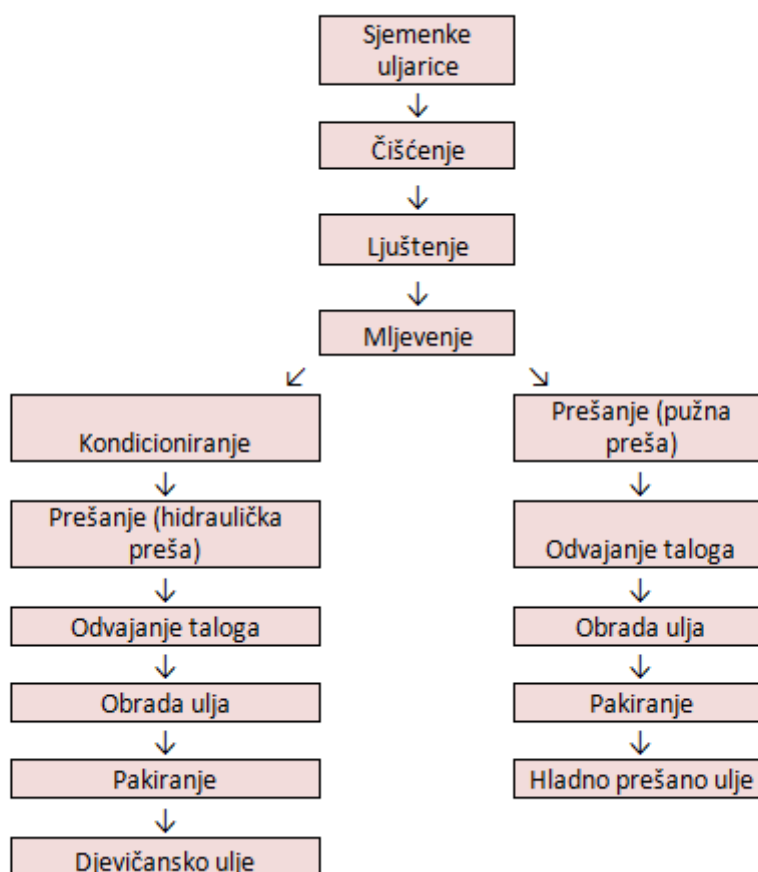 Sjemenke
uljarice
↓
Čišćenje
↓
Ljuštenje
↓
Mljevenje
↙ ↘
Kondicioniranje
↓
Prešanje (hidraulička
preša)
↓
Odvajanje taloga
↓
Obrada ulja
↓
Pakiranje
↓
Djevičansko ulje
Prešanje (pužna
preša)
↓
Odvajanje taloga
↓
Obrada ulja
↓
Pakiranje
↓
Hladno prešano ulje